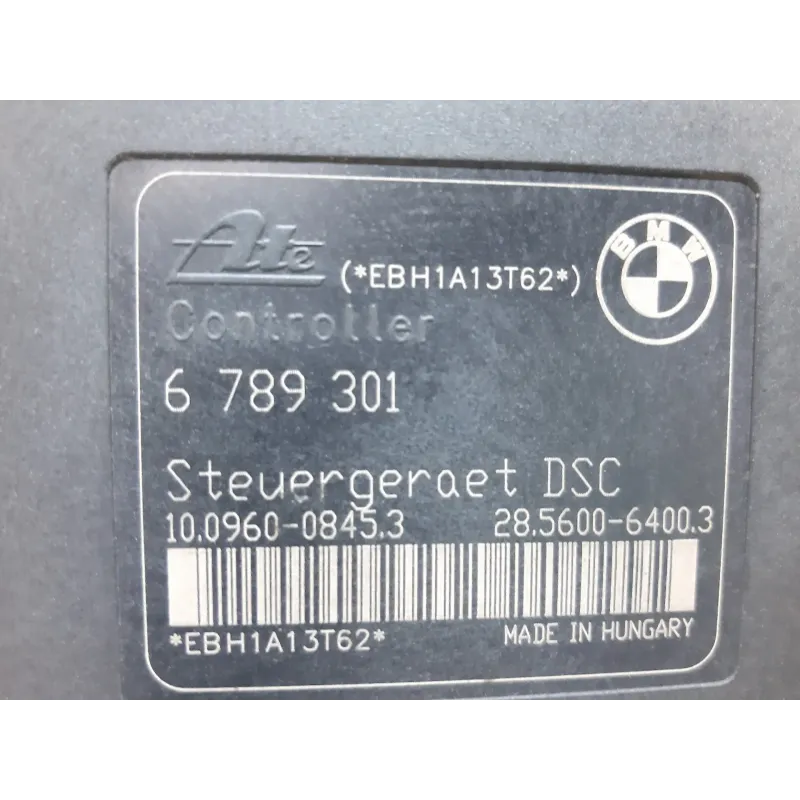 Ate (*EBH1A13T62*) BMW
Controller
6 789 301
Steuergeraet DSC
10.0960-0845.3 28.5600-6400.3
*EBH1A13T62* MADE IN HUNGARY